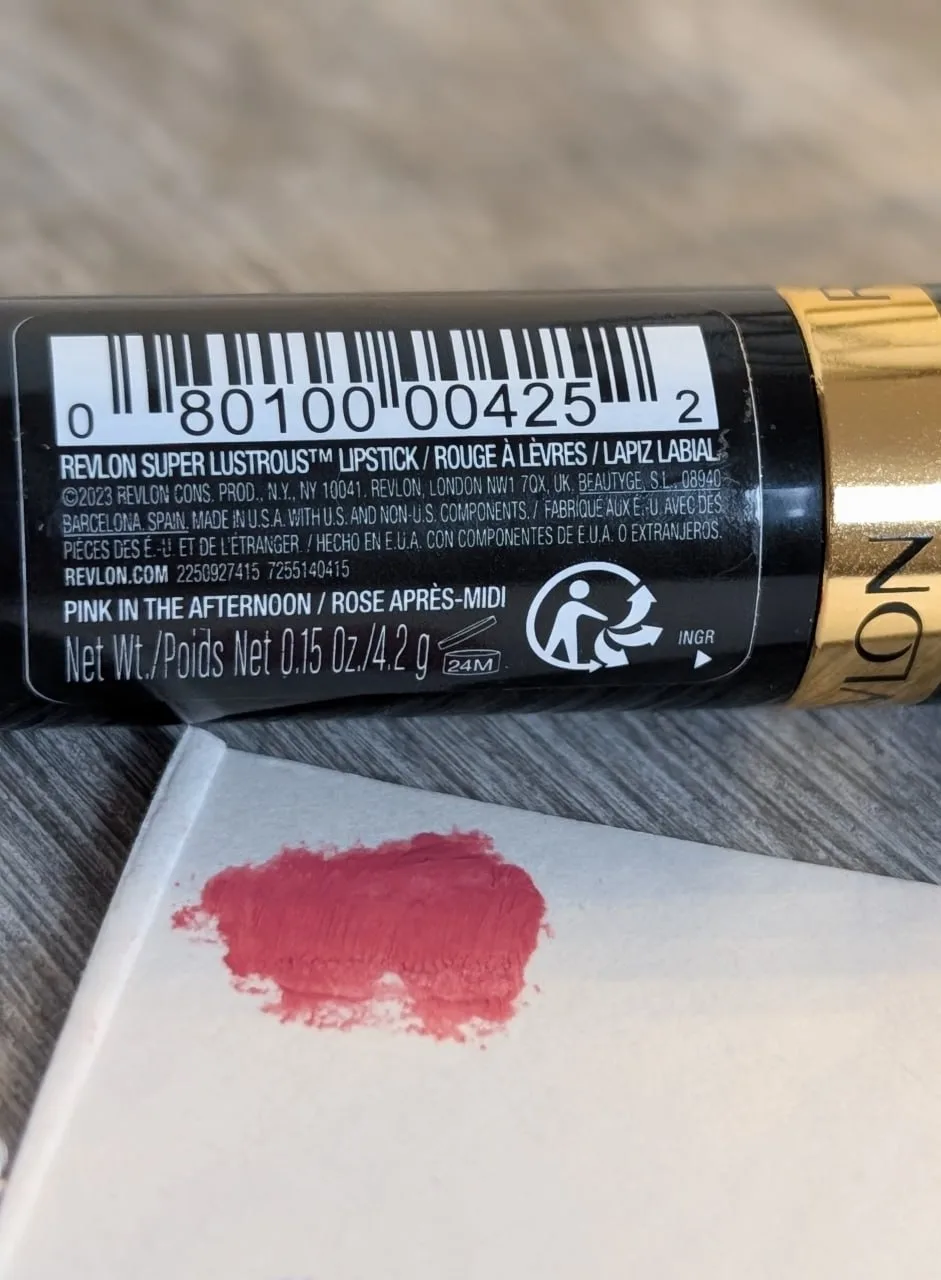 0 80100 00425 2
REVLON SUPER LUSTROUS™ LIPSTICK / ROUGE À LÈVRES / LAPIZ LABIAL
©2023 REVLON CONS. PROD., N.Y., NY 10041. REVLON, LONDON NW1 7QX, UK. BEAUTYGE, S.L., 08940
BARCELONA, SPAIN. MADE IN U.S.A. WITH U.S. AND NON-U.S. COMPONENTS. / FABRIQUÉ AUX É.-U. AVEC DES
PIÈCES DES É.-U. ET DE L'ÉTRANGER. / HECHO EN E.U.A. CON COMPONENTES DE E.U.A. O EXTRANJEROS.
REVLON.COM 2250927415 7255140415
PINK IN THE AFTERNOON / ROSE APRÈS-MIDI
Net Wt./Poids Net 0.15 Oz./4.2 g 24M
INGR
VLON